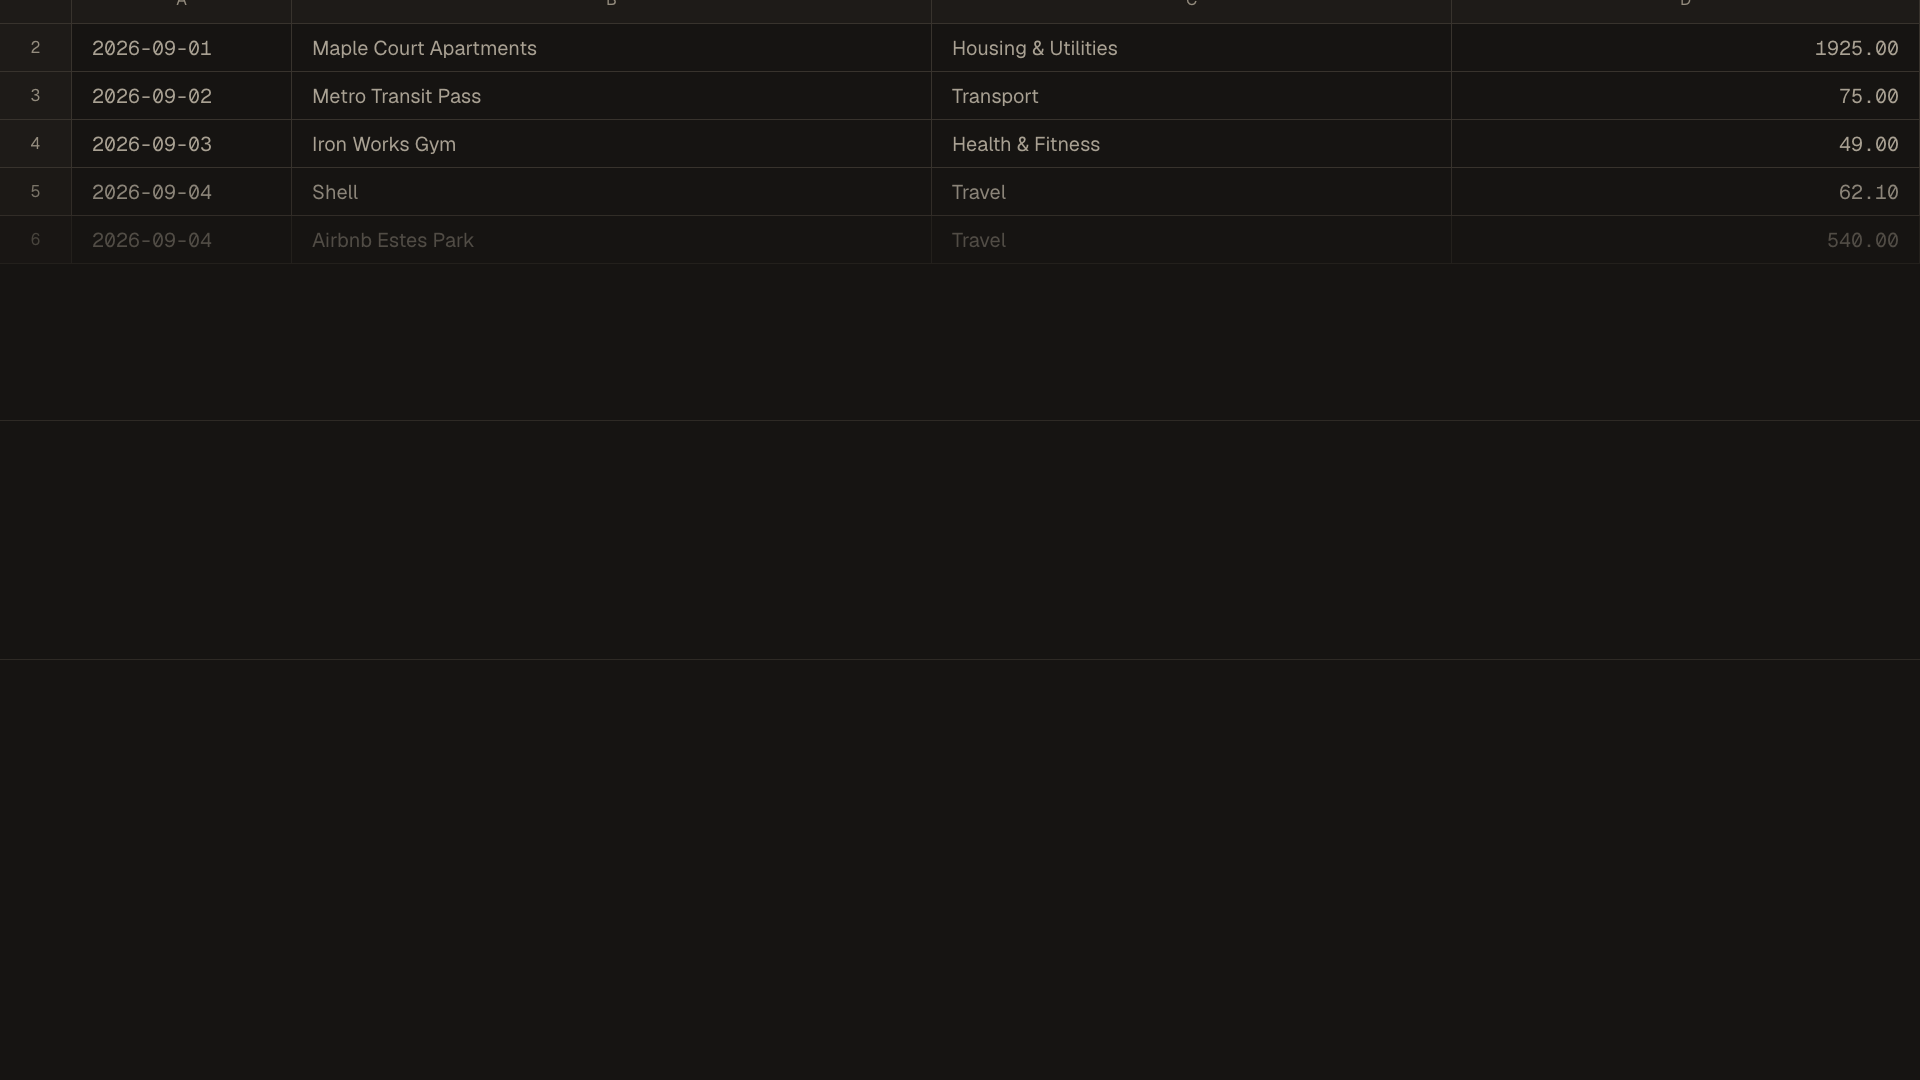 A B C D
2 2026-09-01 Maple Court Apartments Housing & Utilities 1925.00
3 2026-09-02 Metro Transit Pass Transport 75.00
4 2026-09-03 Iron Works Gym Health & Fitness 49.00
5 2026-09-04 Shell Travel 62.10
6 2026-09-04 Airbnb Estes Park Travel 540.00